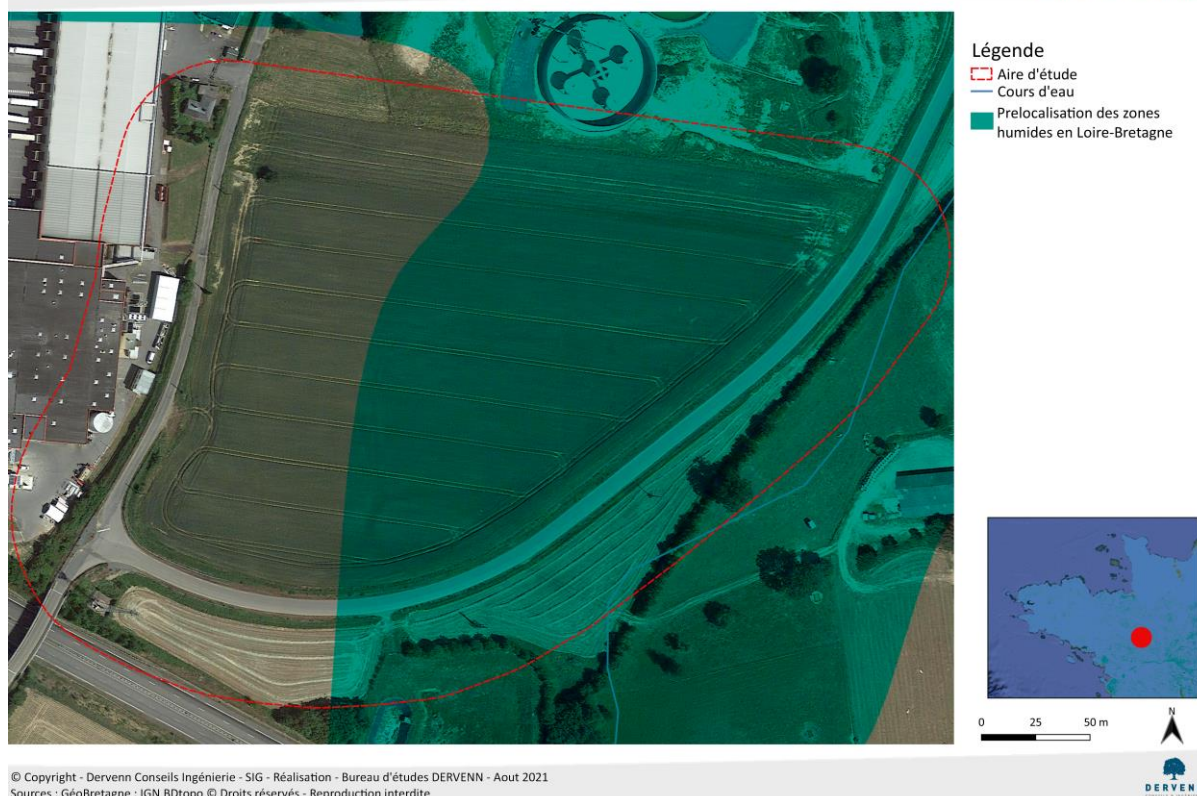 Légende
Aire d'étude
Cours d'eau
Prelocalisation des zones
humides en Loire-Bretagne
0 25 50 m
N
© Copyright - Dervenn Conseils Ingénierie - SIG - Réalisation - Bureau d'études DERVENN - Aout 2021
Sources : GéoBretagne ; IGN BDtopo © Droits réservés - Reproduction interdite
DERVENN